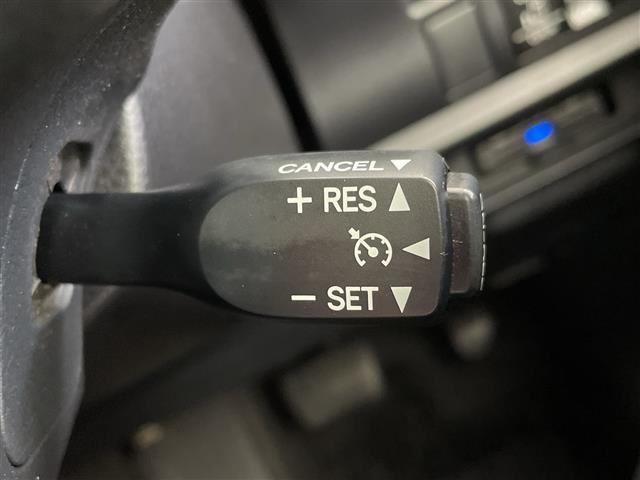 CANCEL ▼
+ RES ▲
◀
− SET ▼